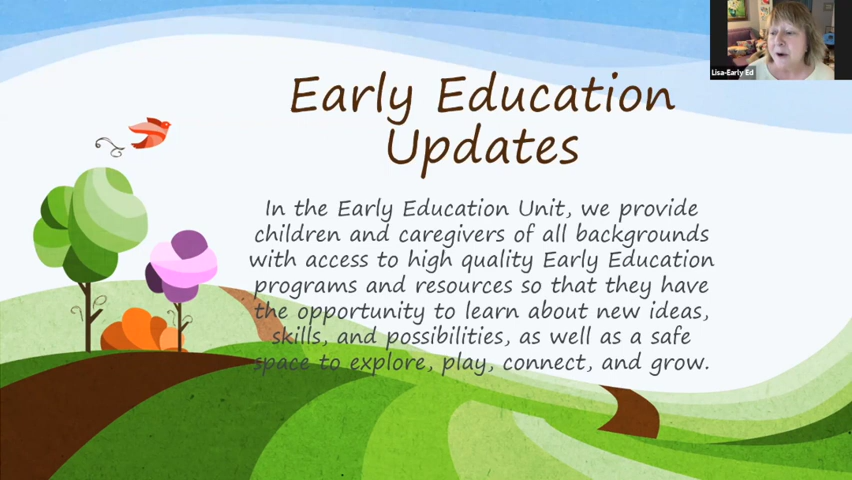 Lisa-Early Ed
Early Education
Updates
In the Early Education Unit, we provide
children and caregivers of all backgrounds
with access to high quality Early Education
programs and resources so that they have
the opportunity to learn about new ideas,
skills, and possibilities, as well as a safe
space to explore, play, connect, and grow.